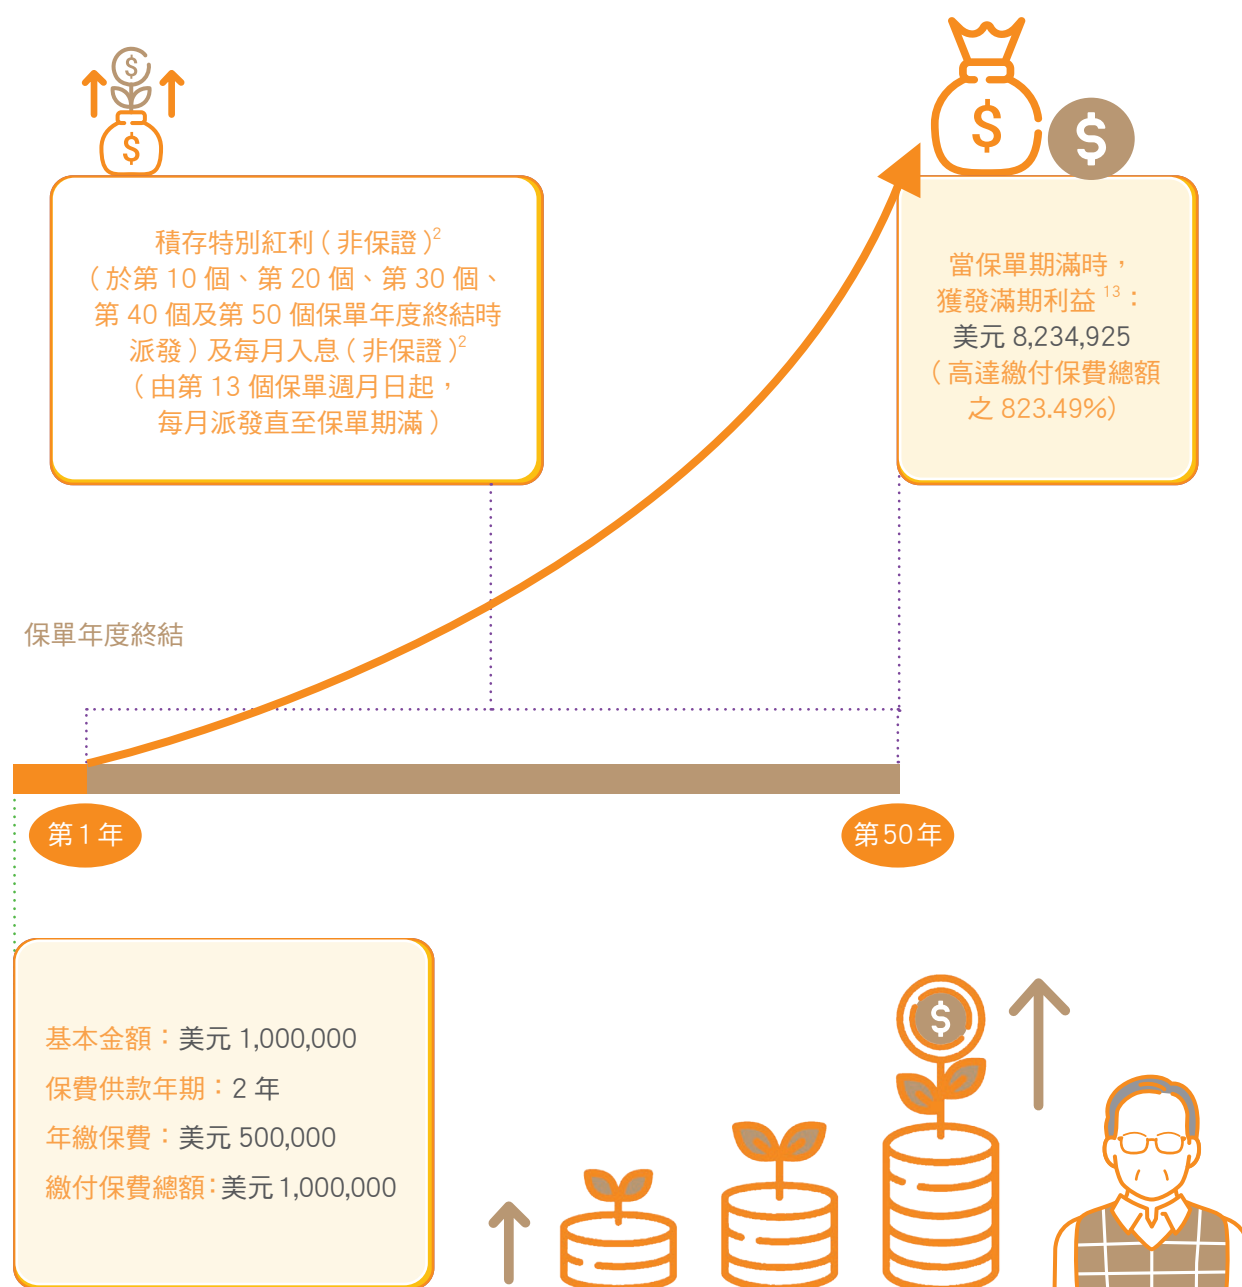 積存特別紅利（非保證）2
（於第 10 個、第 20 個、第 30 個、
第 40 個及第 50 個保單年度終結時
派發）及每月入息（非保證）2
（由第 13 個保單週月日起，
每月派發直至保單期滿）
當保單期滿時，
獲發滿期利益 13：
美元 8,234,925
（高達繳付保費總額
之 823.49%）
保單年度終結
第1年
第50年
基本金額：美元 1,000,000
保費供款年期：2 年
年繳保費：美元 500,000
繳付保費總額：美元 1,000,000